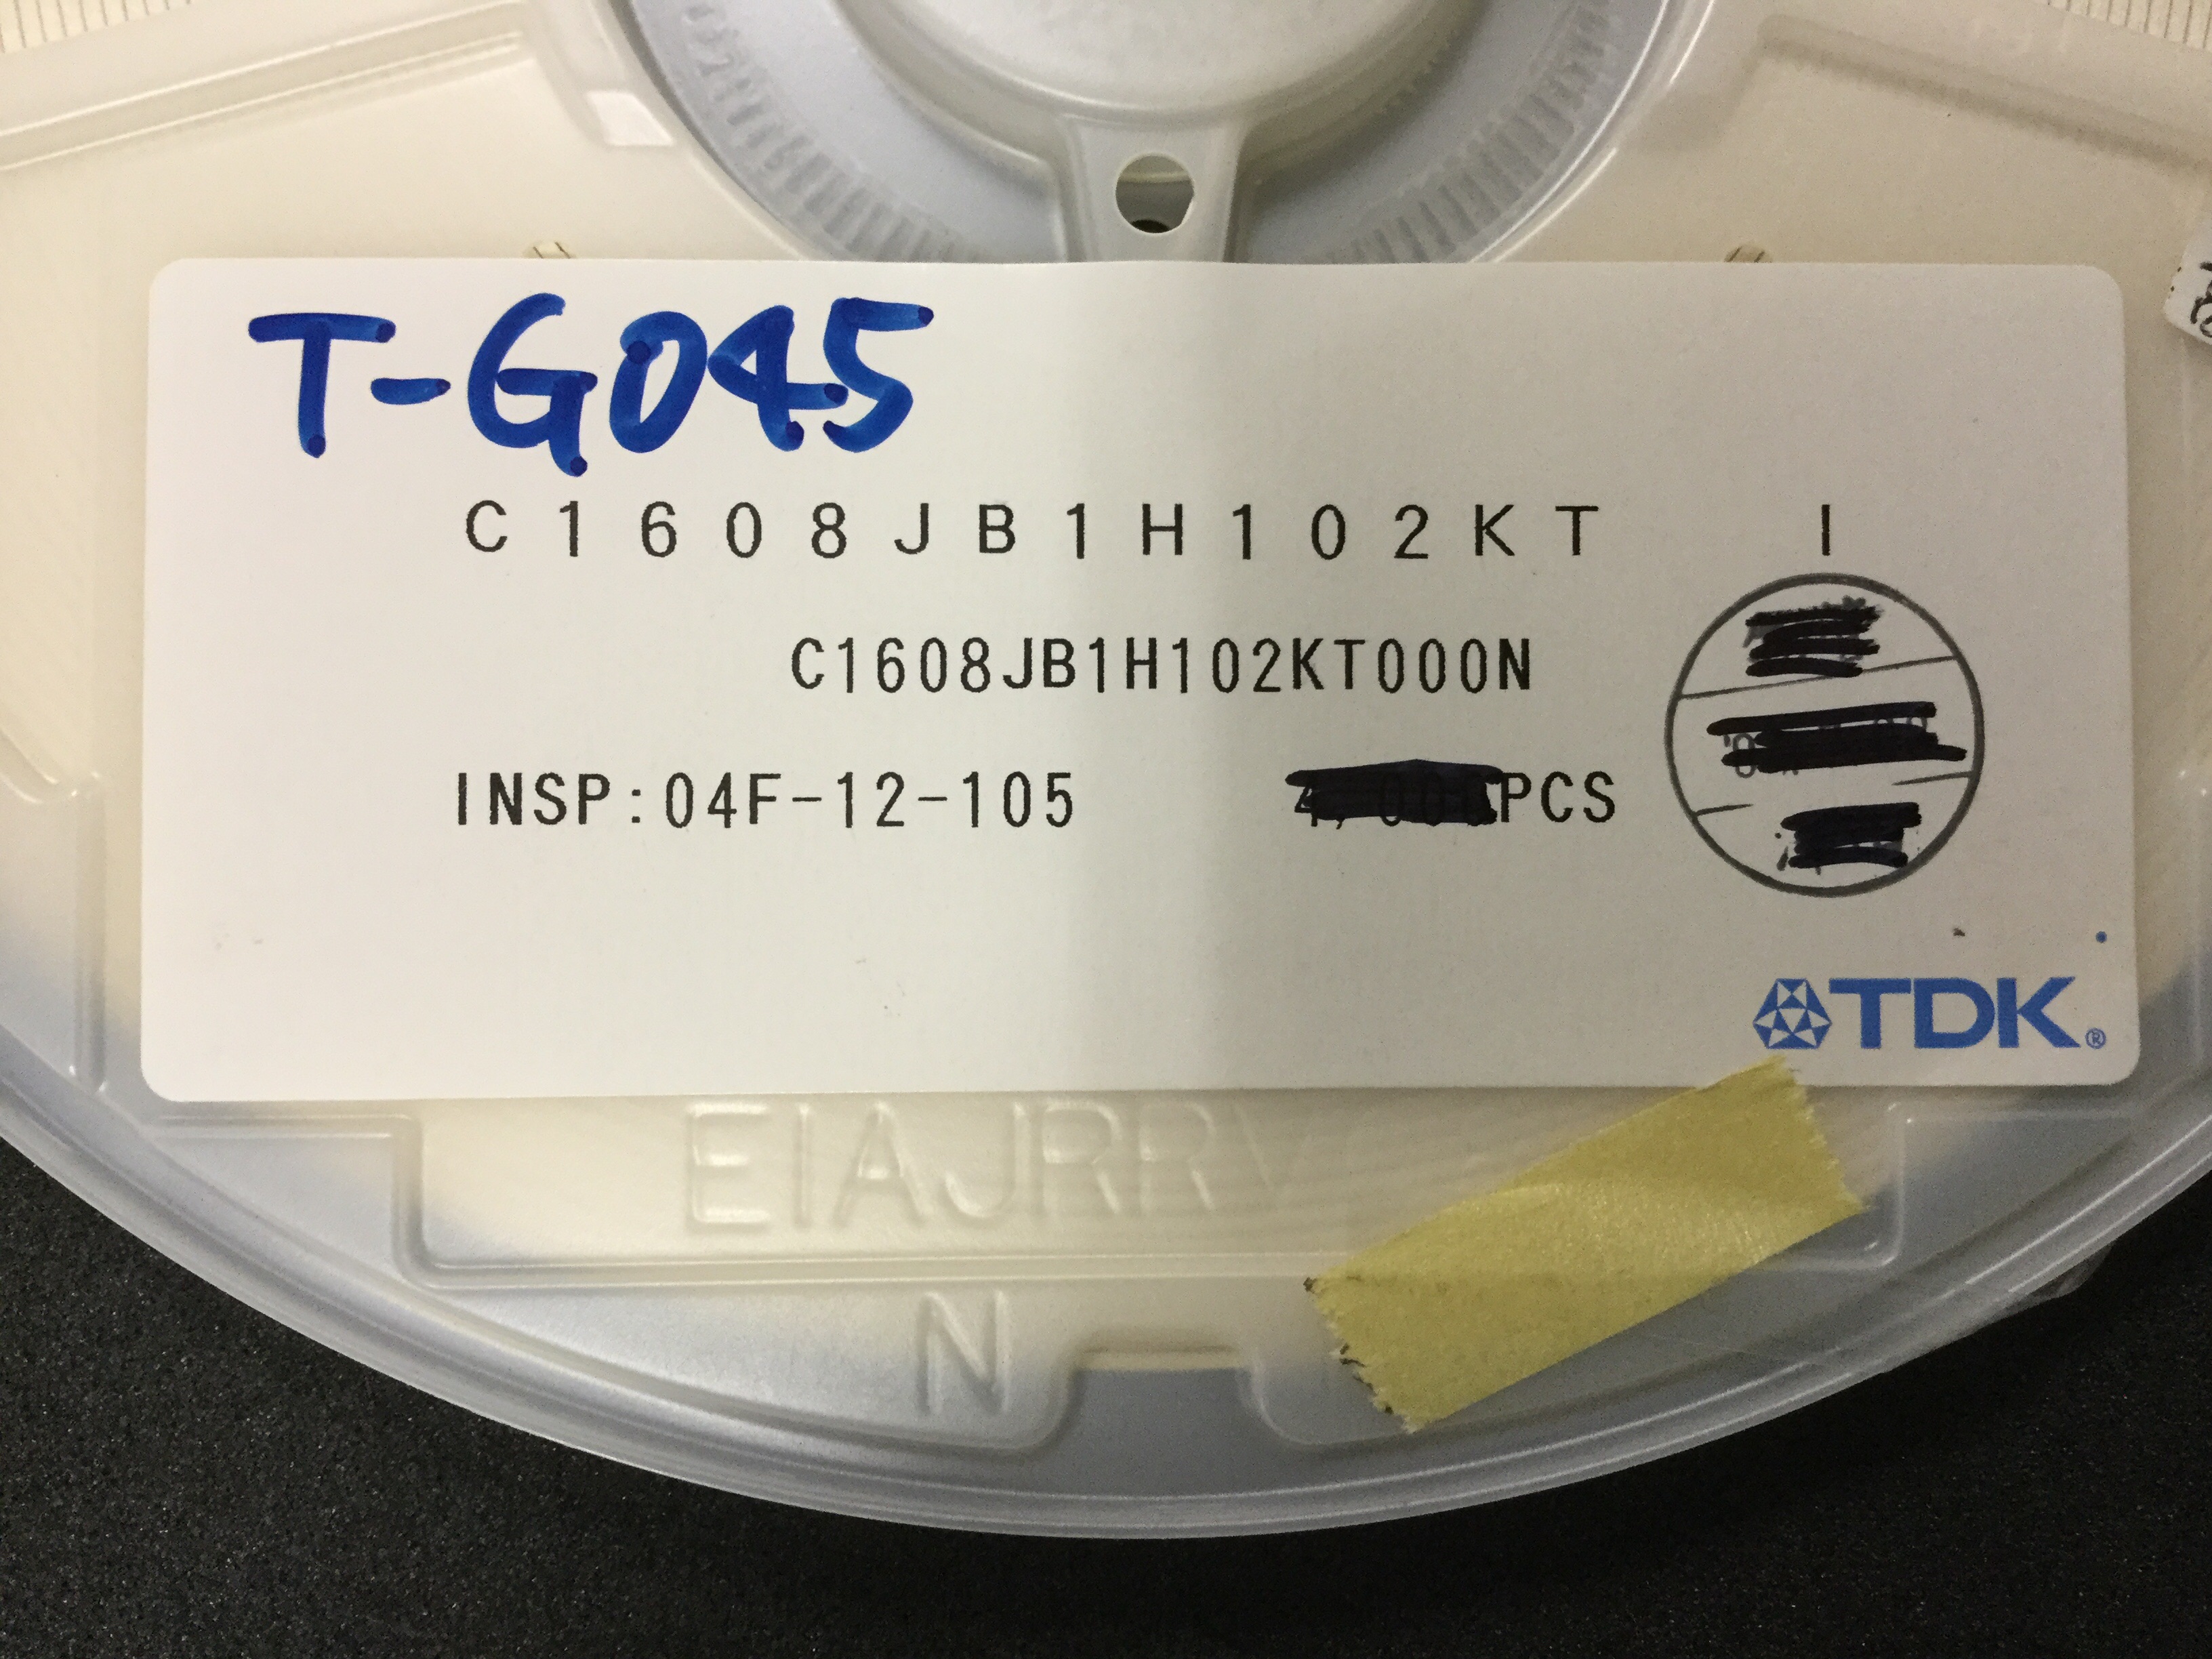 T-G045
C1608JB1H102KT I
C1608JB1H102KT000N
INSP:04F-12-105 PCS
TDK®
EIAJRRV
N